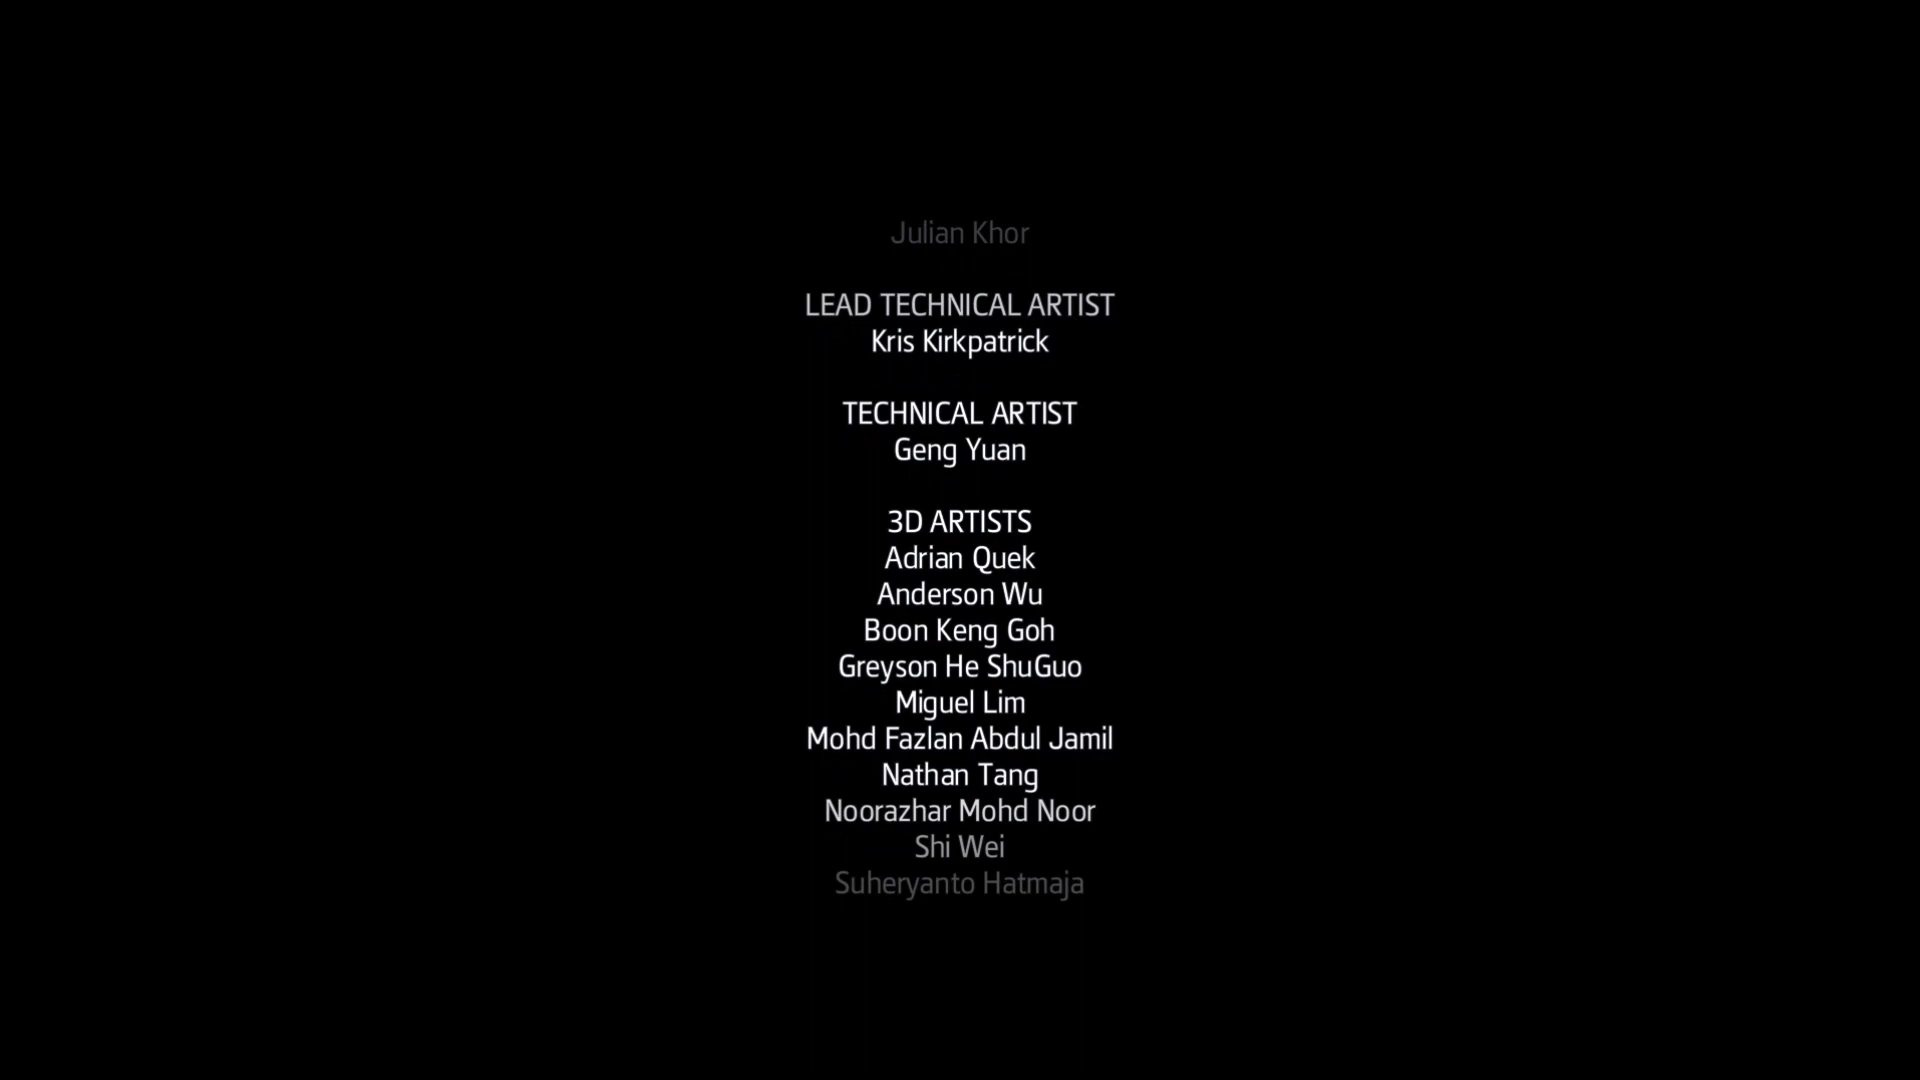 Julian Khor
LEAD TECHNICAL ARTIST
Kris Kirkpatrick
TECHNICAL ARTIST
Geng Yuan
3D ARTISTS
Adrian Quek
Anderson Wu
Boon Keng Goh
Greyson He ShuGuo
Miguel Lim
Mohd Fazlan Abdul Jamil
Nathan Tang
Noorazhar Mohd Noor
Shi Wei
Suheryanto Hatmaja